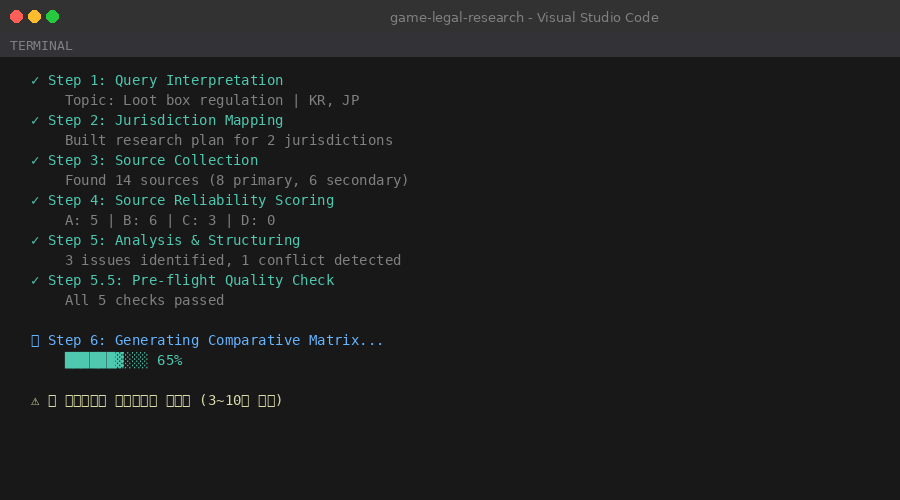 game-legal-research - Visual Studio Code
TERMINAL
✓ Step 1: Query Interpretation
Topic: Loot box regulation | KR, JP
✓ Step 2: Jurisdiction Mapping
Built research plan for 2 jurisdictions
✓ Step 3: Source Collection
Found 14 sources (8 primary, 6 secondary)
✓ Step 4: Source Reliability Scoring
A: 5 | B: 6 | C: 3 | D: 0
✓ Step 5: Analysis & Structuring
3 issues identified, 1 conflict detected
✓ Step 5.5: Pre-flight Quality Check
All 5 checks passed
Step 6: Generating Comparative Matrix...
65%
⚠ (3~10